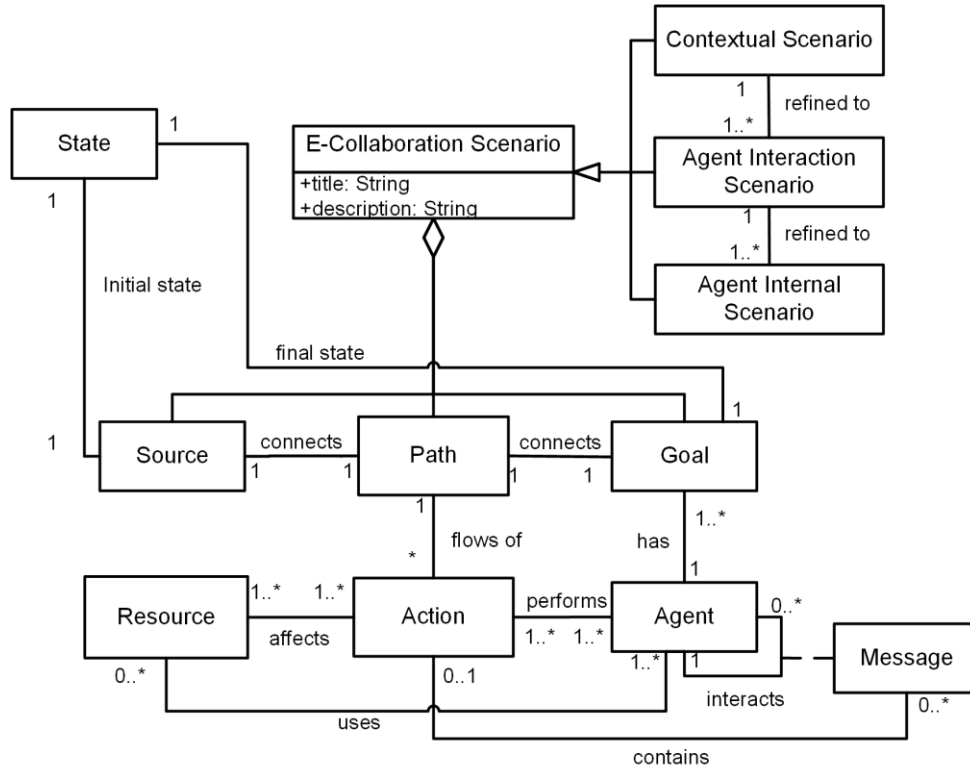 Contextual Scenario
1
refined to
1..*
State
1
E-Collaboration Scenario
Agent Interaction
Scenario
+title: String
+description: String
1
1
refined to
1..*
Agent Internal
Scenario
Initial state
final state
1
1
Source
connects
Path
connects
Goal
1
1
1
1
1
1..*
flows of
has
*
1
Resource
1..*
1..*
Action
performs
Agent
0..*
affects
1..*
1..*
Message
0..*
0..1
1..*
1
interacts
0..*
uses
contains